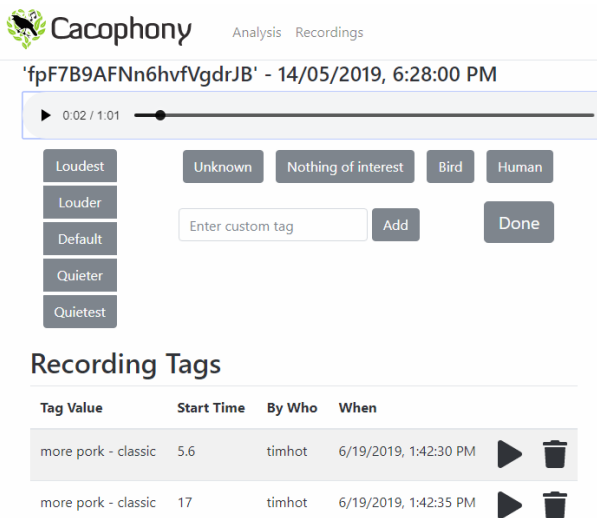 Cacophony Analysis Recordings
'fpF7B9AFNn6hvfVgdrJB' - 14/05/2019, 6:28:00 PM
0:02 / 1:01
Loudest Unknown Nothing of interest Bird Human
Louder
Enter custom tag Add Done
Default
Quieter
Quietest
Recording Tags
Tag Value Start Time By Who When
more pork - classic 5.6 timhot 6/19/2019, 1:42:30 PM
more pork - classic 17 timhot 6/19/2019, 1:42:35 PM